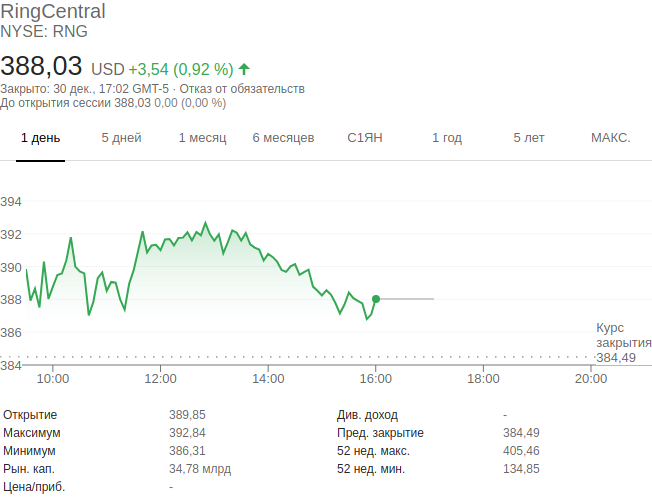 RingCentral
NYSE: RNG
388,03 USD +3,54 (0,92 %)
Закрыто: 30 дек., 17:02 GMT-5 · Отказ от обязательств
До открытия сессии 388,03 0,00 (0,00 %)
1 день 5 дней 1 месяц 6 месяцев С1ЯН 1 год 5 лет МАКС.
394
392
390
388
386
Курс
закрытия
384,49
384
10:00 12:00 14:00 16:00 18:00 20:00
Открытие 389,85 Див. доход -
Максимум 392,84 Пред. закрытие 384,49
Минимум 386,31 52 нед. макс. 405,46
Рын. кап. 34,78 млрд 52 нед. мин. 134,85
Цена/приб. -